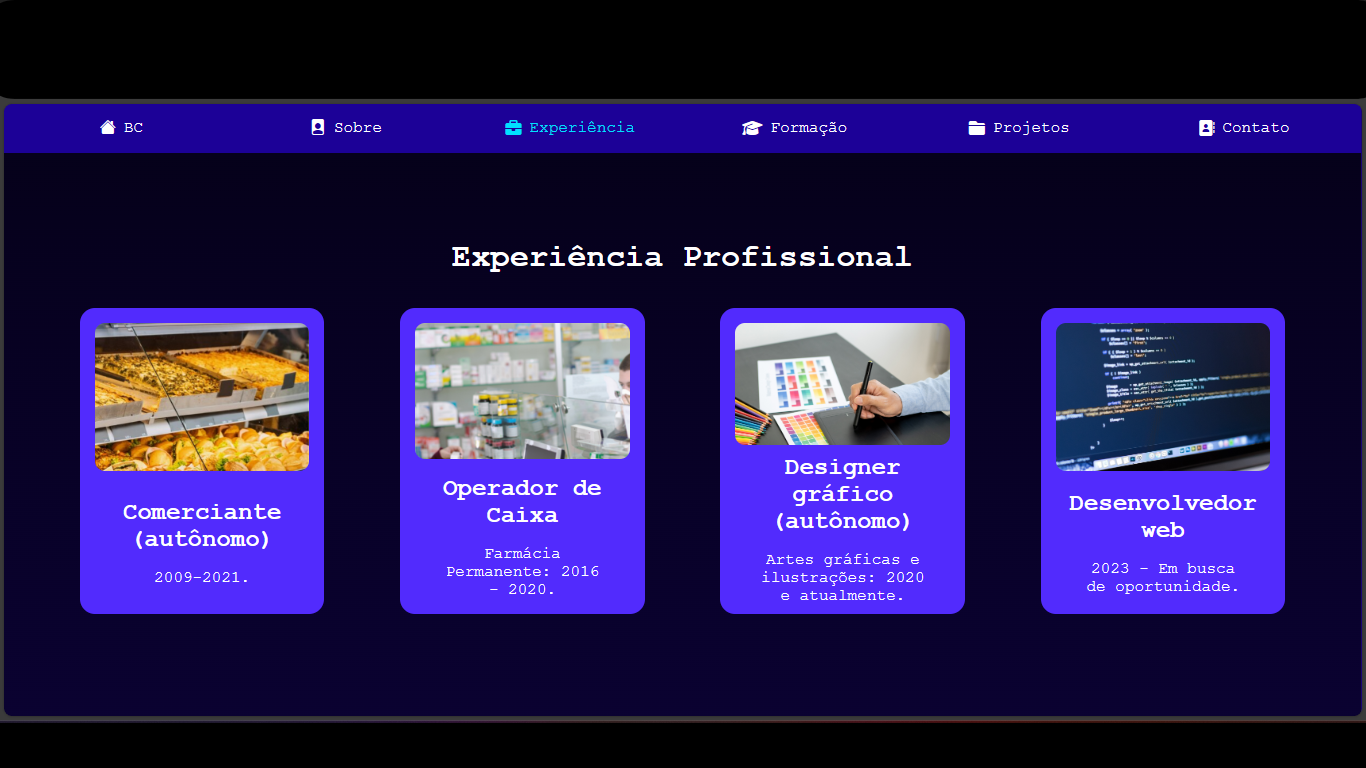 BC
Sobre
Experiência
Formação
Projetos
Contato
Experiência Profissional
Comerciante
(autônomo)
2009-2021.
Operador de
Caixa
Farmácia
Permanente: 2016
- 2020.
Designer
gráfico
(autônomo)
Artes gráficas e
ilustrações: 2020
e atualmente.
Desenvolvedor
web
2023 - Em busca
de oportunidade.